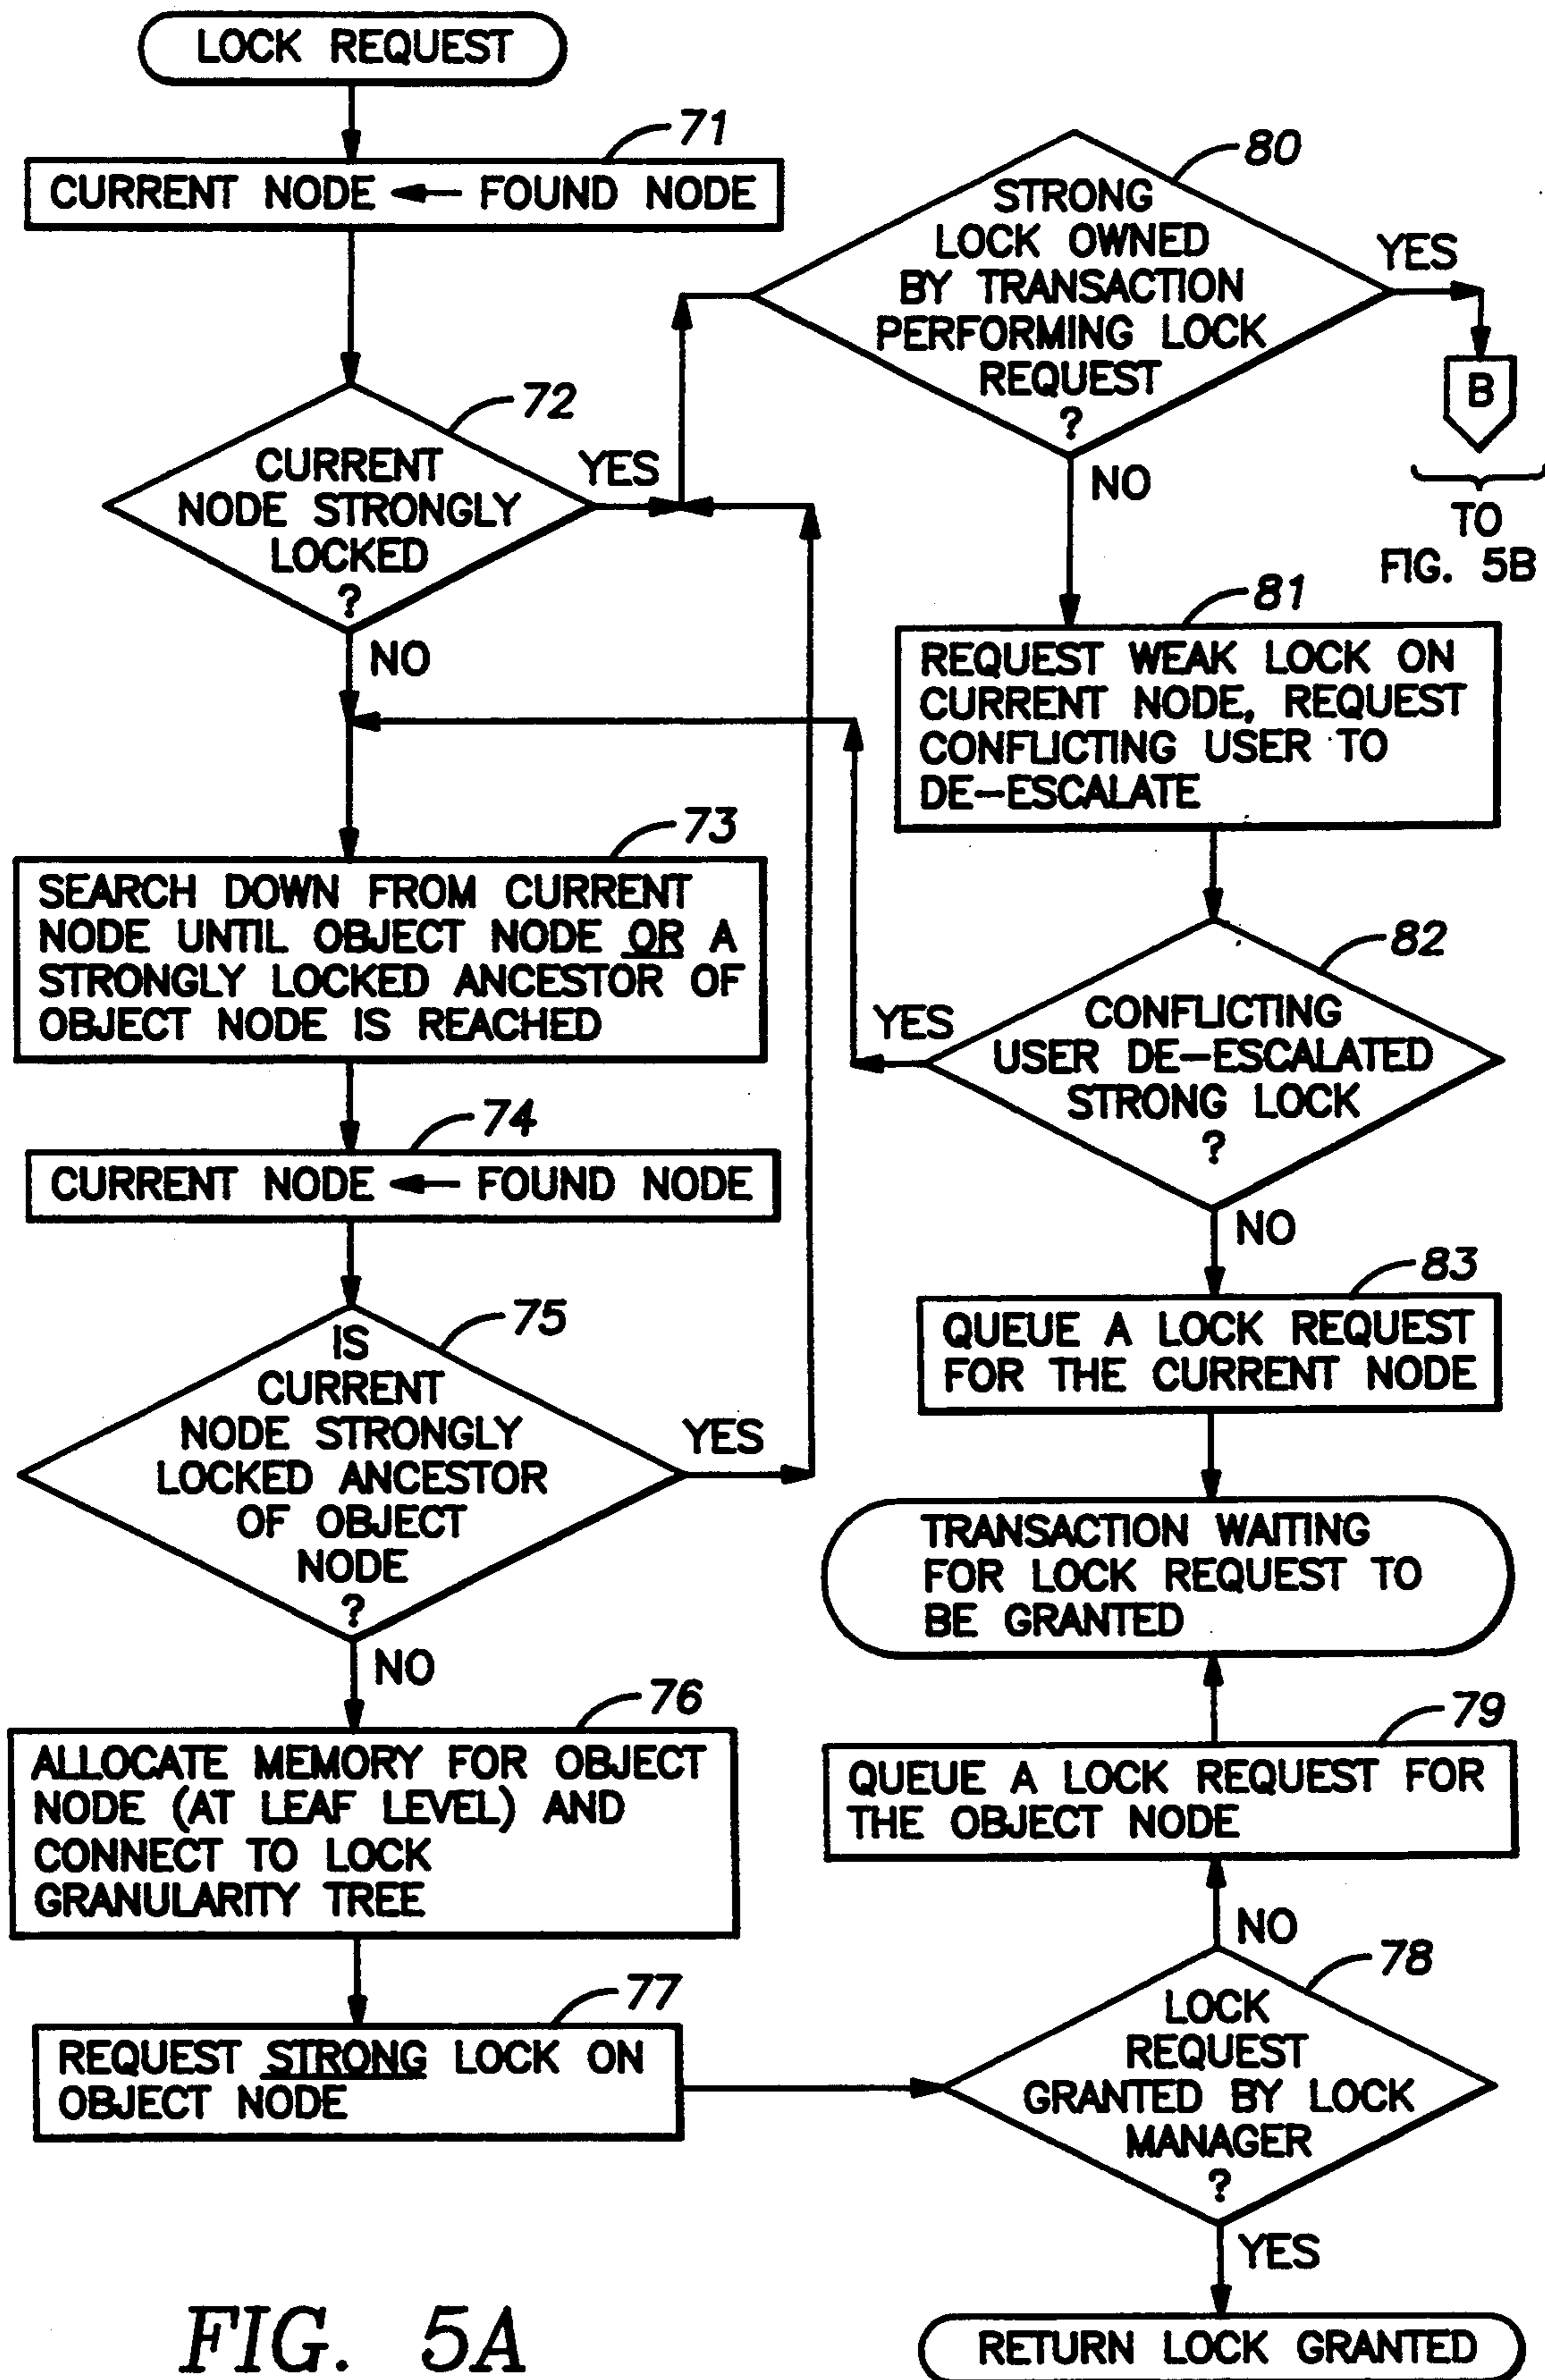 LOCK REQUEST
71
CURRENT NODE ← FOUND NODE
72
CURRENT
NODE STRONGLY
LOCKED
?
YES
NO
73
SEARCH DOWN FROM CURRENT
NODE UNTIL OBJECT NODE OR A
STRONGLY LOCKED ANCESTOR OF
OBJECT NODE IS REACHED
74
CURRENT NODE ← FOUND NODE
75
IS
CURRENT
NODE STRONGLY
LOCKED ANCESTOR
OF OBJECT
NODE
?
YES
NO
76
ALLOCATE MEMORY FOR OBJECT
NODE (AT LEAF LEVEL) AND
CONNECT TO LOCK
GRANULARITY TREE
77
REQUEST STRONG LOCK ON
OBJECT NODE
80
STRONG
LOCK OWNED
BY TRANSACTION
PERFORMING LOCK
REQUEST
?
YES
B
TO
FIG. 5B
NO
81
REQUEST WEAK LOCK ON
CURRENT NODE, REQUEST
CONFLICTING USER TO
DE-ESCALATE
82
CONFLICTING
USER DE-ESCALATED
STRONG LOCK
?
YES
NO
83
QUEUE A LOCK REQUEST
FOR THE CURRENT NODE
TRANSACTION WAITING
FOR LOCK REQUEST TO
BE GRANTED
79
QUEUE A LOCK REQUEST FOR
THE OBJECT NODE
NO
78
LOCK
REQUEST
GRANTED BY LOCK
MANAGER
?
YES
RETURN LOCK GRANTED
FIG. 5A